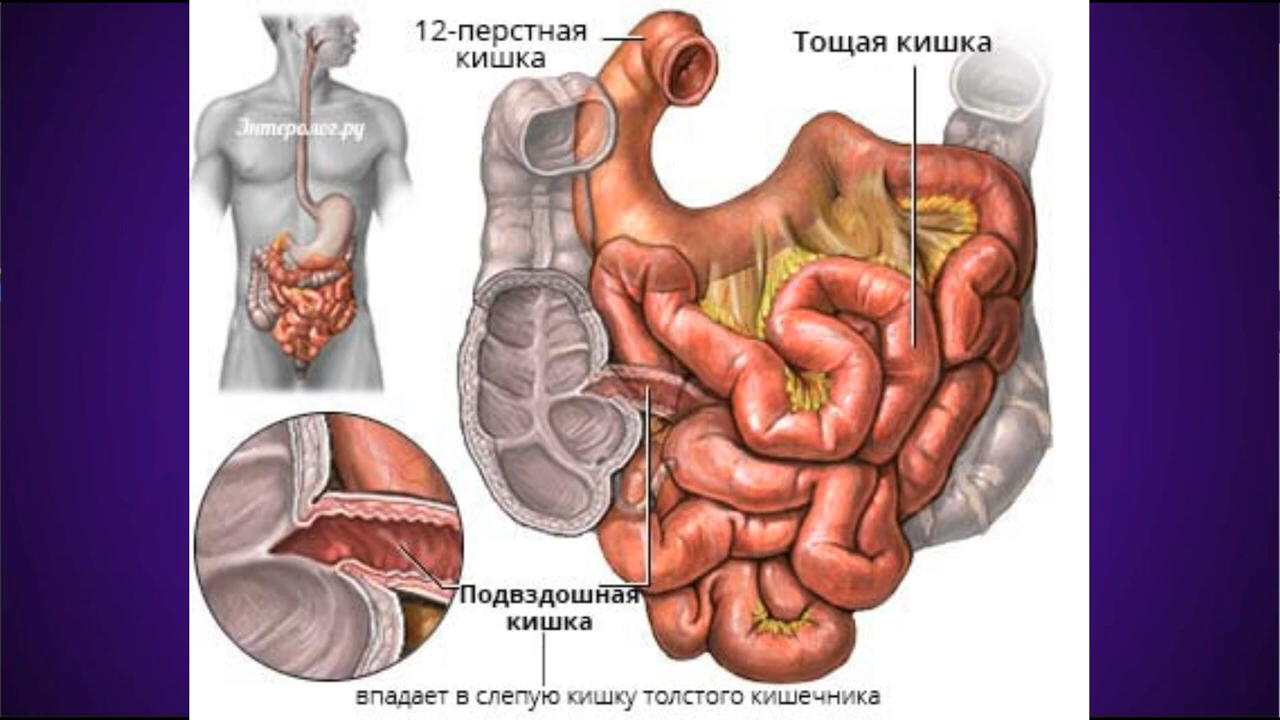 12-перстная
кишка
Тощая кишка
Энтеролог.ру
Подвздошная
кишка
впадает в слепую кишку толстого кишечника